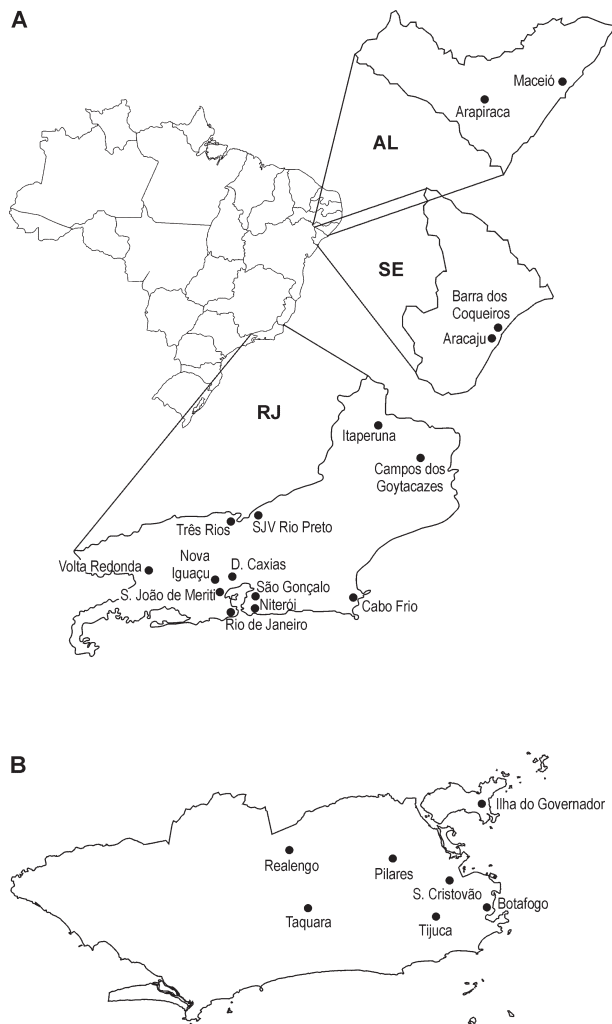 A
Maceió
Arapiraca
AL
SE
Barra dos
Coqueiros
Aracaju
RJ
Itaperuna
Campos dos
Goytacazes
Três Rios
SJV Rio Preto
Volta Redonda
Nova
Iguaçu
D. Caxias
S. João de Meriti
São Gonçalo
Niterói
Cabo Frio
Rio de Janeiro
B
Ilha do Governador
Realengo
Pilares
S. Cristovão
Botafogo
Taquara
Tijuca